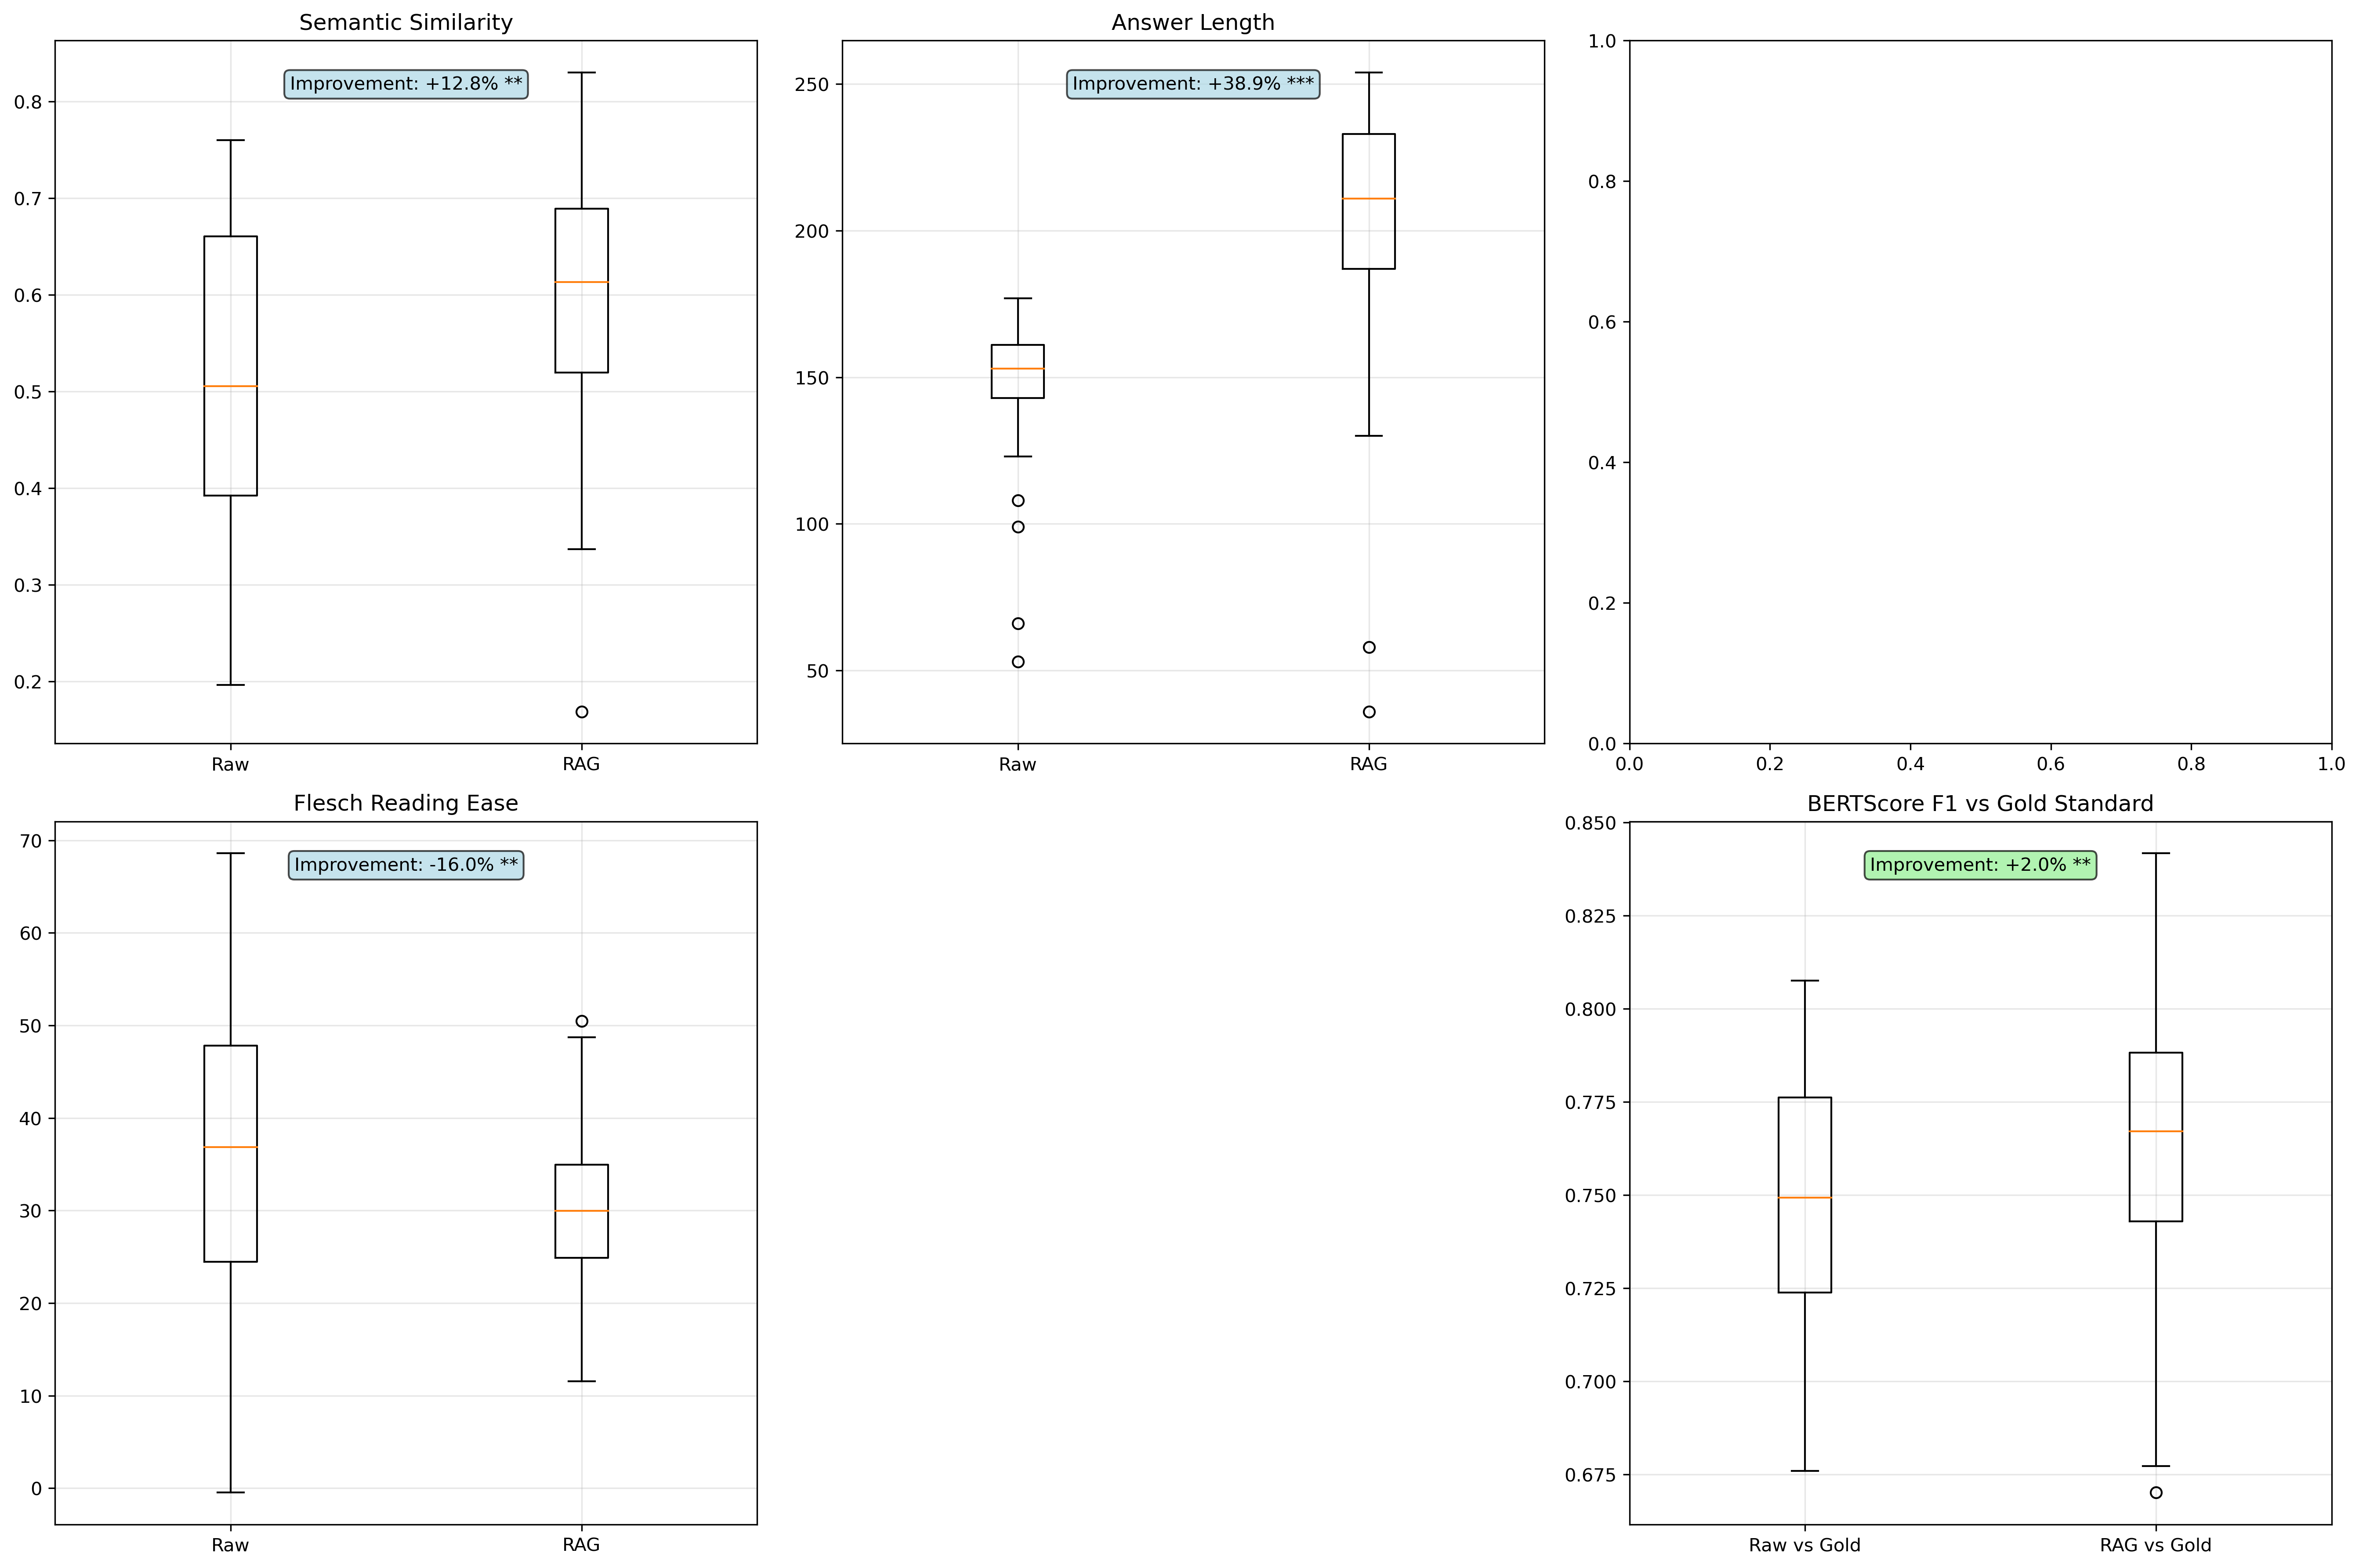 Semantic Similarity
Improvement: +12.8% **
0.8
0.7
0.6
0.5
0.4
0.3
0.2
Raw
RAG
Answer Length
Improvement: +38.9% ***
250
200
150
100
50
Raw
RAG
1.0
0.8
0.6
0.4
0.2
0.0
0.0
0.2
0.4
0.6
0.8
1.0
Flesch Reading Ease
Improvement: -16.0% **
70
60
50
40
30
20
10
0
Raw
RAG
BERTScore F1 vs Gold Standard
Improvement: +2.0% **
0.850
0.825
0.800
0.775
0.750
0.725
0.700
0.675
Raw vs Gold
RAG vs Gold